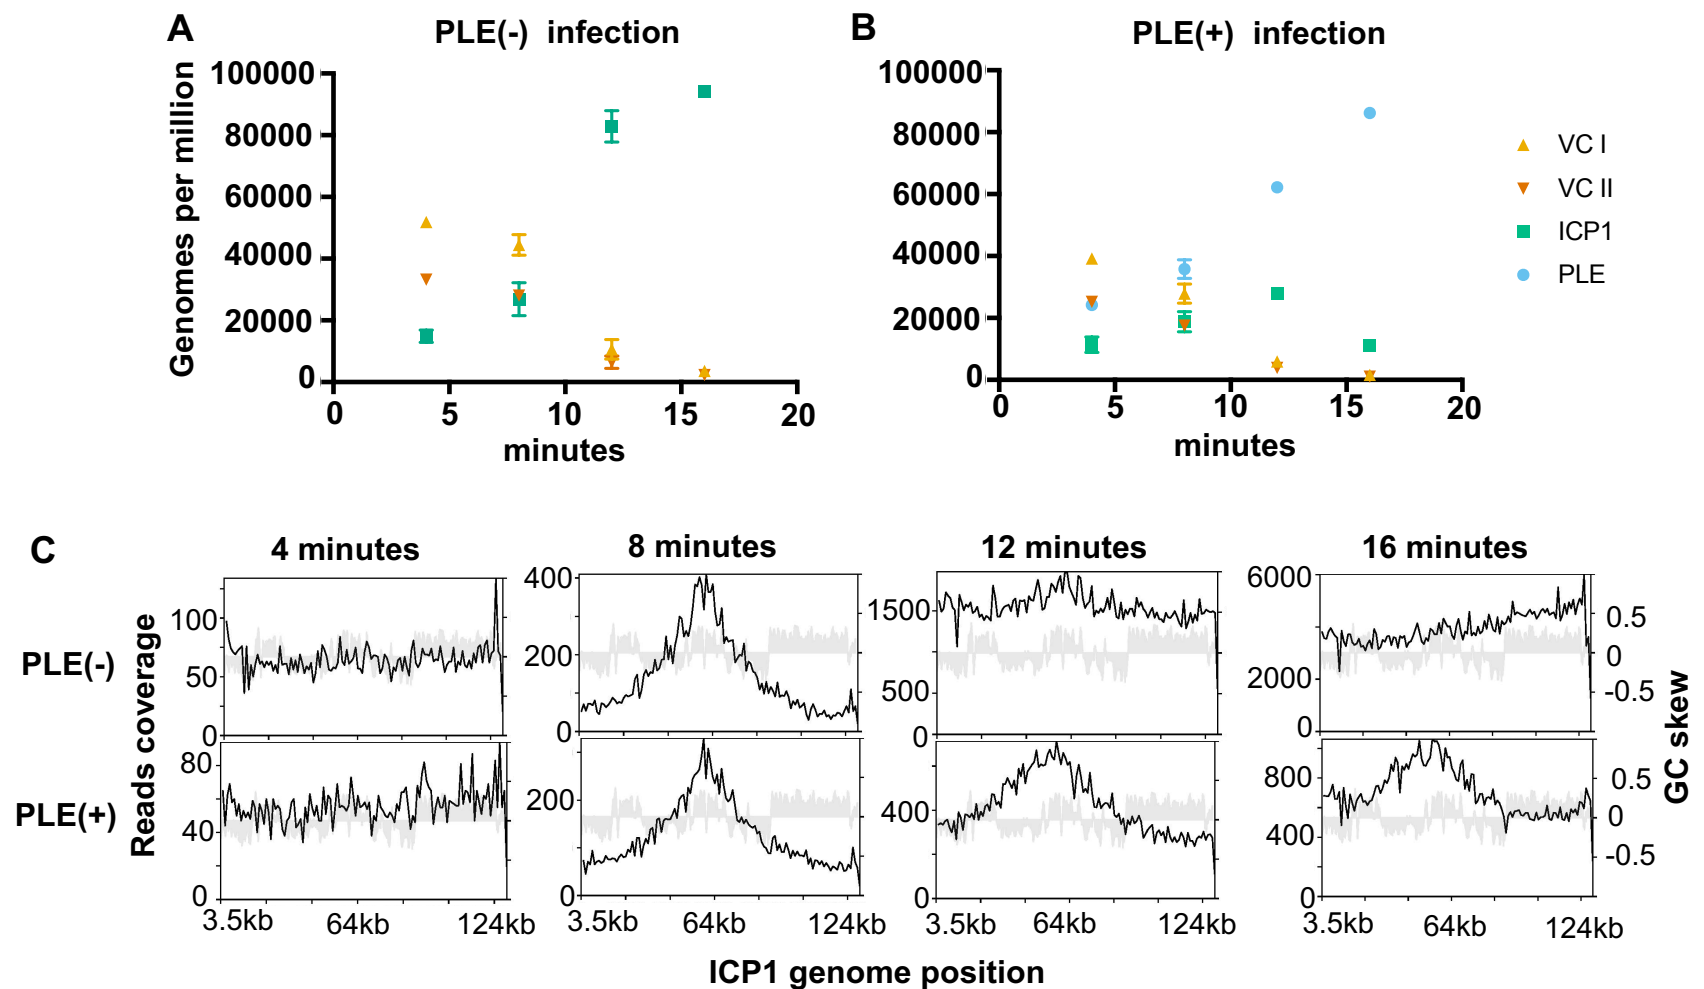 A
PLE(-) infection
Genomes per million
100000
80000
60000
40000
20000
0
0
5
10
15
20
minutes
B
PLE(+) infection
100000
80000
60000
40000
20000
0
0
5
10
15
20
minutes
VC I
VC II
ICP1
PLE
C
4 minutes
8 minutes
12 minutes
16 minutes
PLE(-)
PLE(+)
Reads coverage
100
50
0
400
200
0
1500
500
0
6000
2000
0
0.5
0
-0.5
80
40
0
200
0
400
0
800
400
0
0.5
0
-0.5
GC skew
3.5kb
64kb
124kb
3.5kb
64kb
124kb
3.5kb
64kb
124kb
3.5kb
64kb
124kb
ICP1 genome position